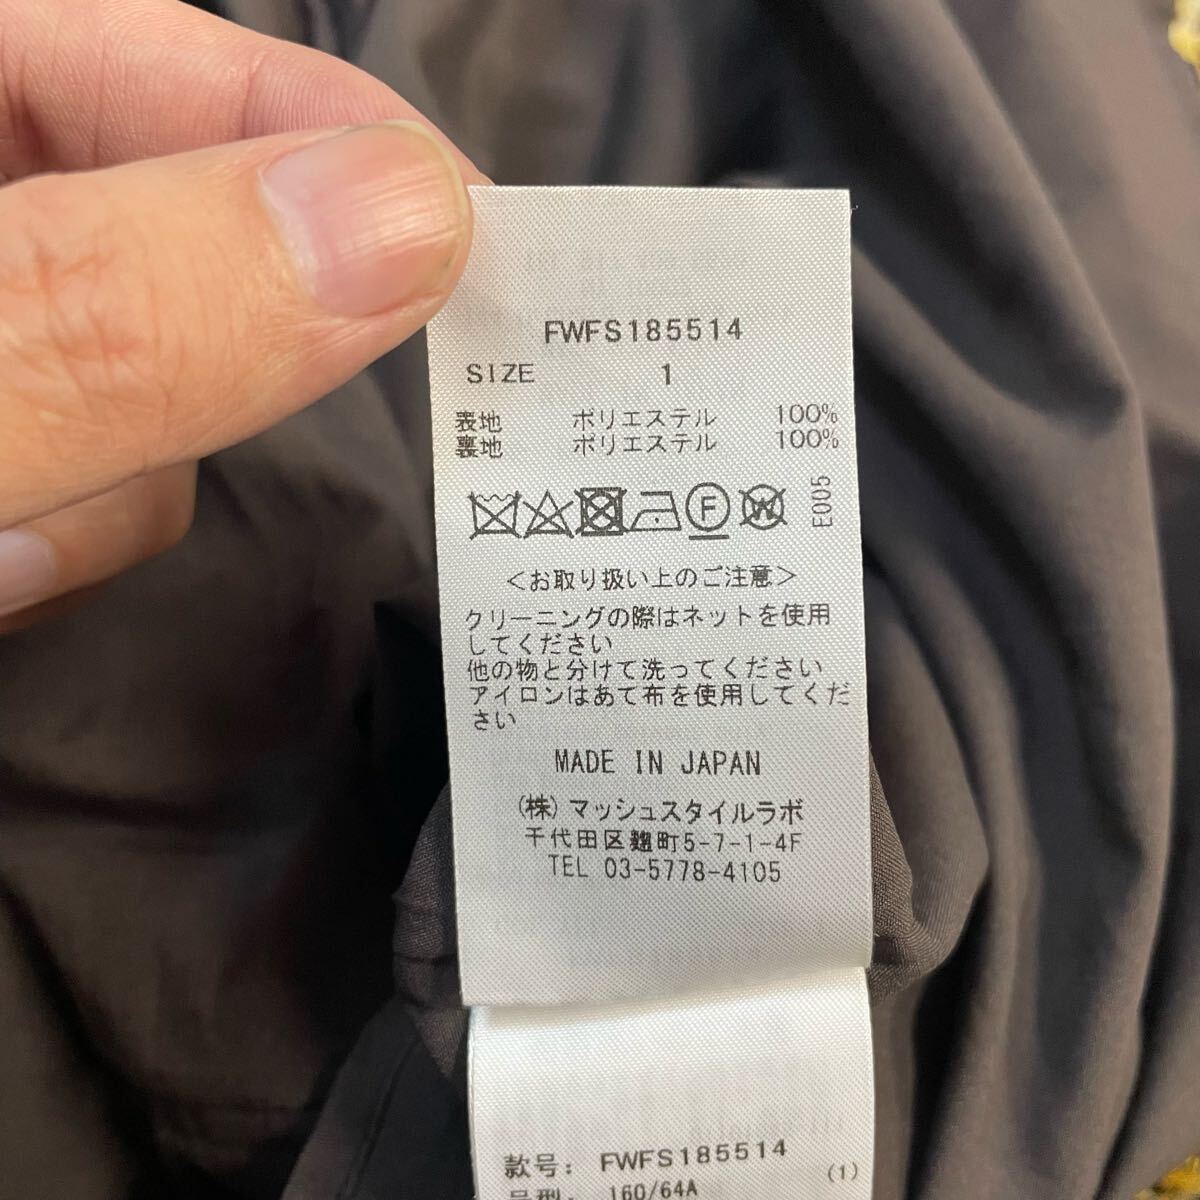 FWFS185514
SIZE 1
表地 ポリエステル 100%
裏地 ポリエステル 100%
F W E005
<お取り扱い上のご注意>
クリーニングの際はネットを使用
してください
他の物と分けて洗ってください
アイロンはあて布を使用してくだ
さい
MADE IN JAPAN
(株)マッシュスタイルラボ
千代田区麹町5-7-1-4F
TEL 03-5778-4105
款号: FWFS185514
号型: 160/64A (1)